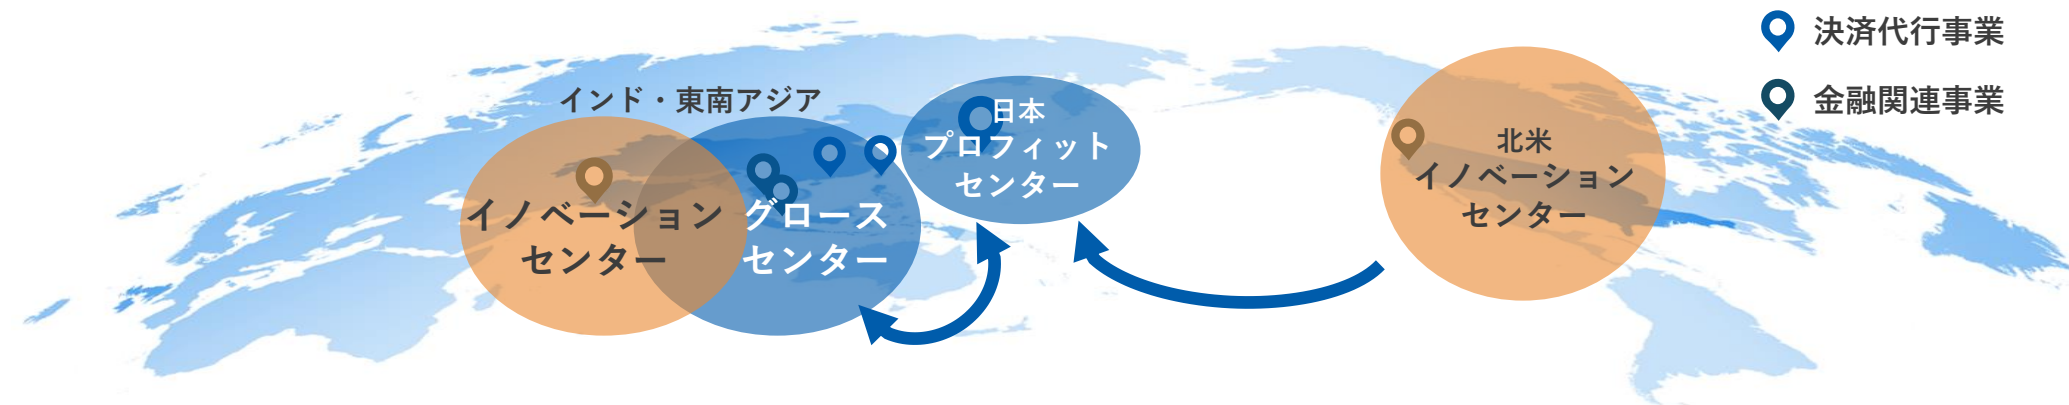 決済代行事業
金融関連事業
インド・東南アジア
イノベーション
センター
グロース
センター
日本
プロフィット
センター
北米
イノベーション
センター